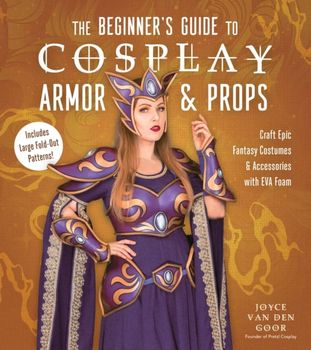 THE BEGINNER'S GUIDE TO
COSPLAY
ARMOR & PROPS
Includes
Large Fold-Out
Patterns!
Craft Epic
Fantasy Costumes
& Accessories
with EVA Foam
JOYCE
VAN DEN
GOOR
Founder of Pretzl Cosplay